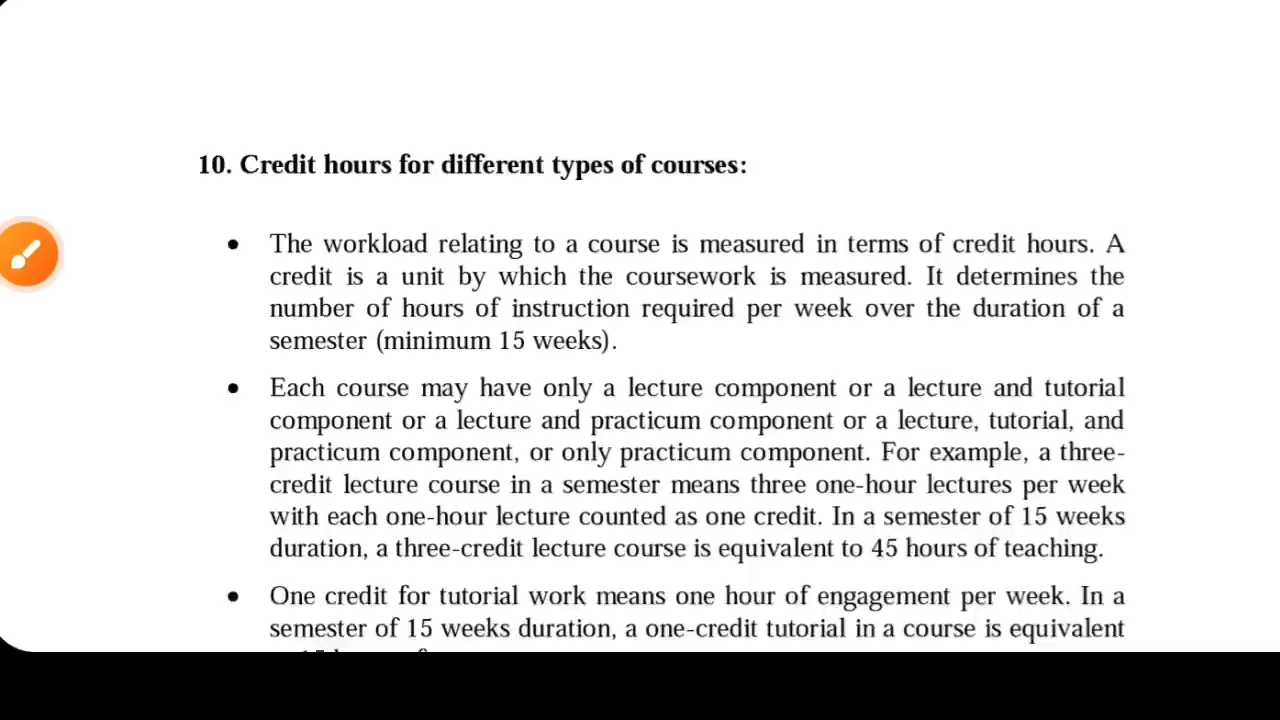 10. Credit hours for different types of courses:
• The workload relating to a course is measured in terms of credit hours. A
credit is a unit by which the coursework is measured. It determines the
number of hours of instruction required per week over the duration of a
semester (minimum 15 weeks).
• Each course may have only a lecture component or a lecture and tutorial
component or a lecture and practicum component or a lecture, tutorial, and
practicum component, or only practicum component. For example, a three-
credit lecture course in a semester means three one-hour lectures per week
with each one-hour lecture counted as one credit. In a semester of 15 weeks
duration, a three-credit lecture course is equivalent to 45 hours of teaching.
• One credit for tutorial work means one hour of engagement per week. In a
semester of 15 weeks duration, a one-credit tutorial in a course is equivalent